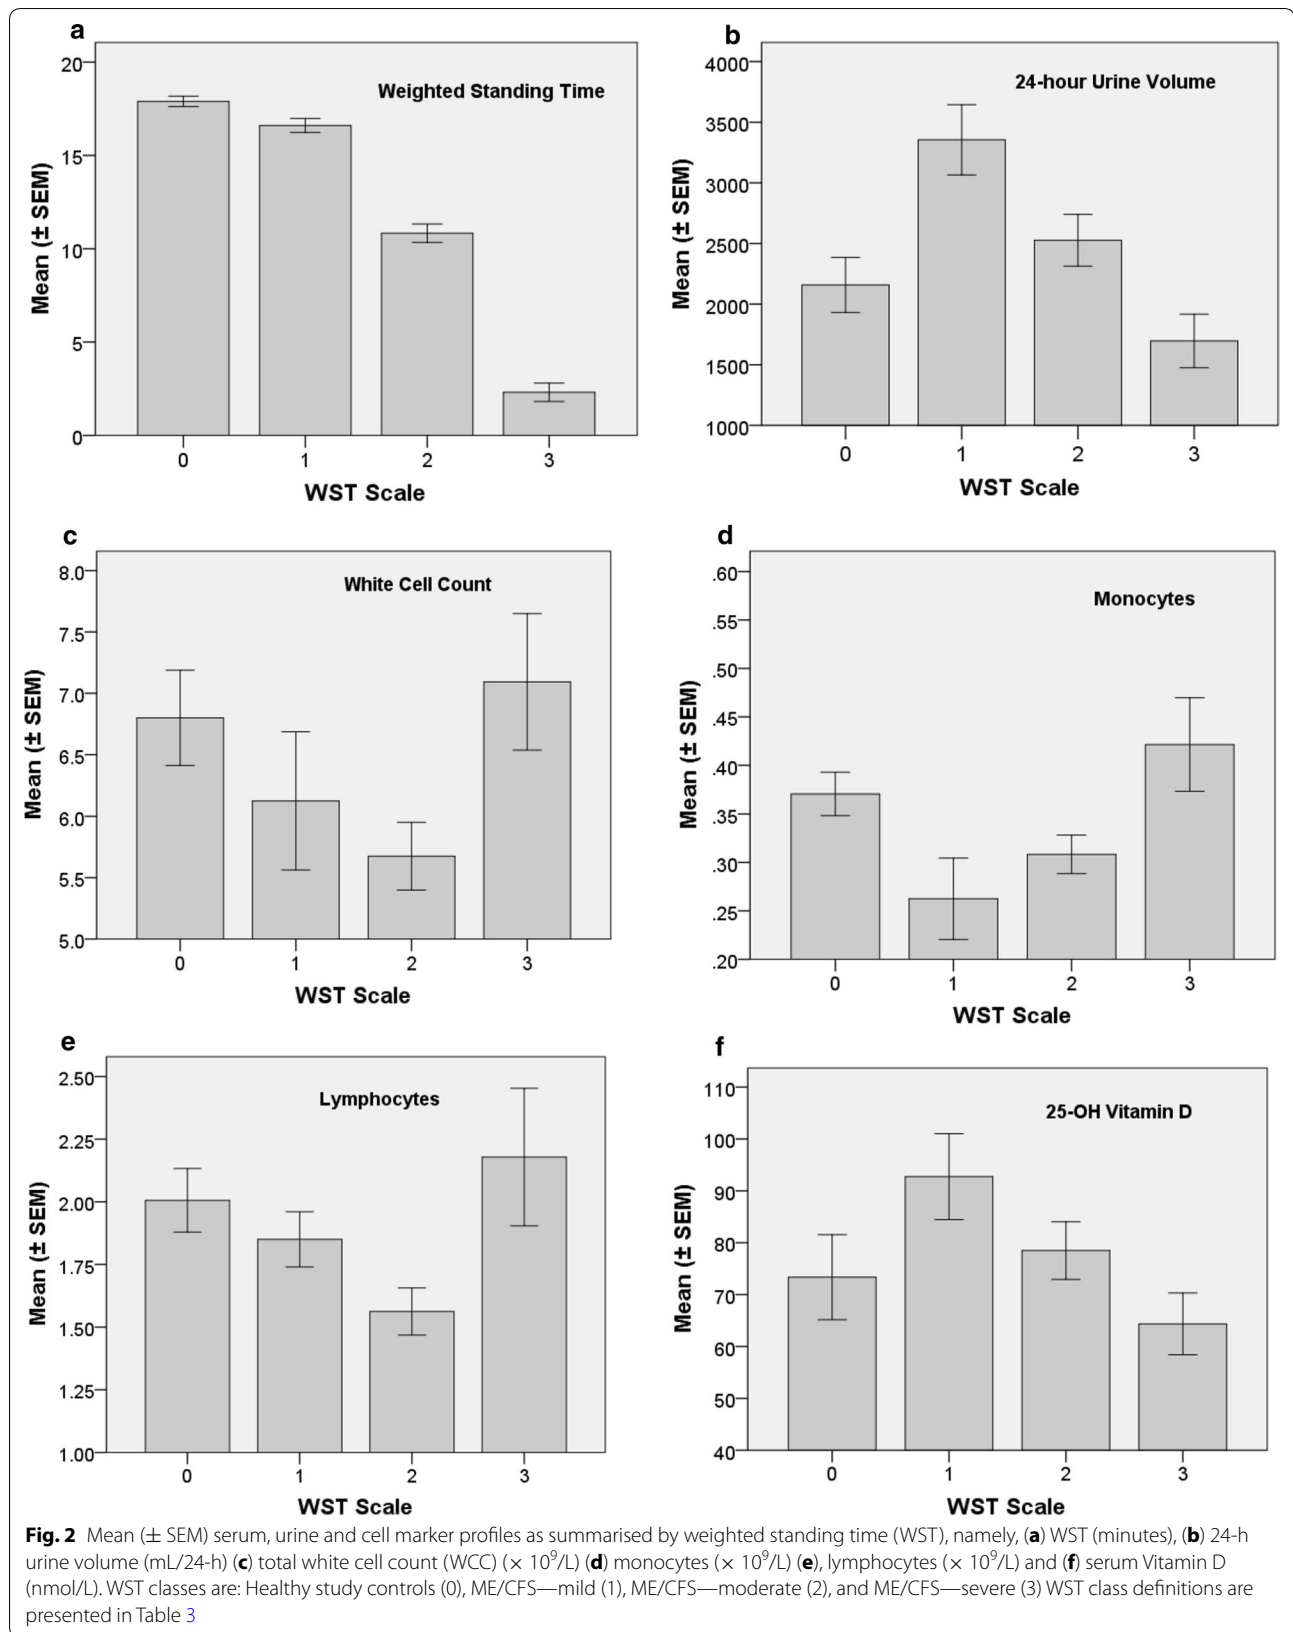 a
Weighted Standing Time
Mean (± SEM)
20
15
10
5
0
0 1 2 3
WST Scale
b
24-hour Urine Volume
Mean (± SEM)
4000
3500
3000
2500
2000
1500
1000
0 1 2 3
WST Scale
c
White Cell Count
Mean (± SEM)
8.0
7.5
7.0
6.5
6.0
5.5
5.0
0 1 2 3
WST Scale
d
Monocytes
Mean (± SEM)
.60
.55
.50
.45
.40
.35
.30
.25
.20
0 1 2 3
WST Scale
e
Lymphocytes
Mean (± SEM)
2.50
2.25
2.00
1.75
1.50
1.25
1.00
0 1 2 3
WST Scale
f
25-OH Vitamin D
Mean (± SEM)
110
100
90
80
70
60
50
40
0 1 2 3
WST Scale
Fig. 2 Mean (± SEM) serum, urine and cell marker profiles as summarised by weighted standing time (WST), namely, (a) WST (minutes), (b) 24-h
urine volume (mL/24-h) (c) total white cell count (WCC) (× 10⁹/L) (d) monocytes (× 10⁹/L) (e), lymphocytes (× 10⁹/L) and (f) serum Vitamin D
(nmol/L). WST classes are: Healthy study controls (0), ME/CFS—mild (1), ME/CFS—moderate (2), and ME/CFS—severe (3) WST class definitions are
presented in Table 3